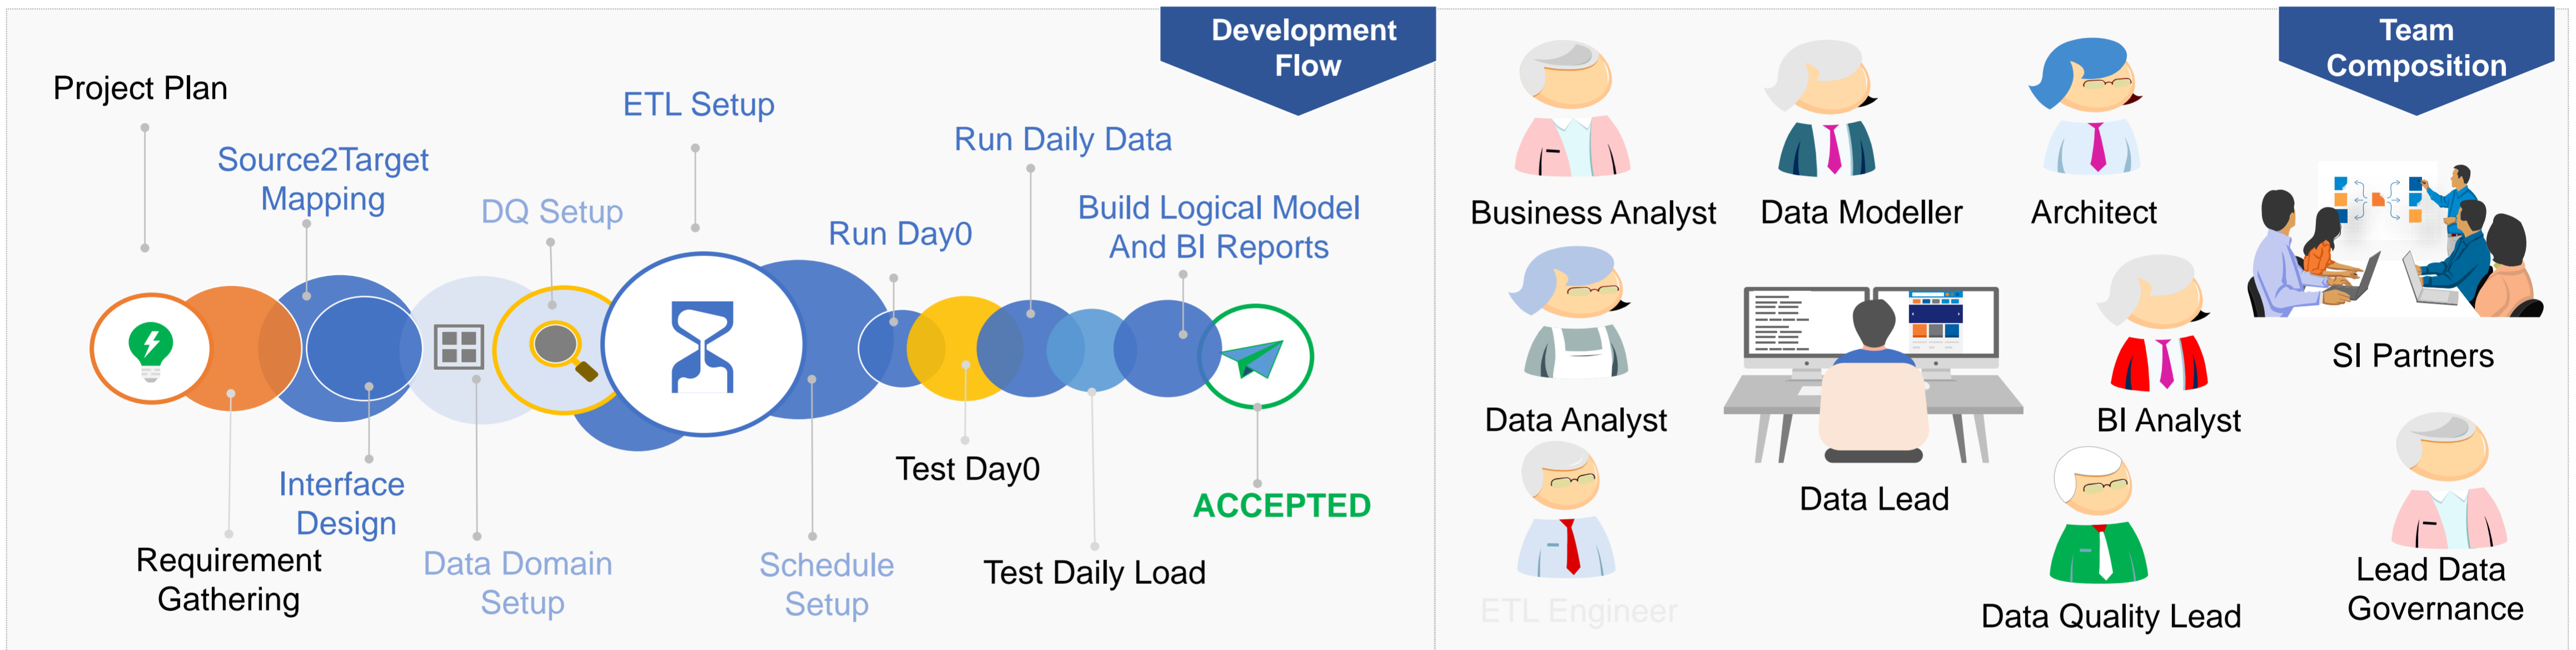 Development
Flow
Project Plan
ETL Setup
Run Daily Data
Source2Target
Mapping
DQ Setup
Run Day0
Build Logical Model
And BI Reports
Test Day0
Interface
Design
ACCEPTED
Requirement
Gathering
Data Domain
Setup
Schedule
Setup
Test Daily Load
Team
Composition
Business Analyst
Data Modeller
Architect
SI Partners
Data Analyst
BI Analyst
Data Lead
ETL Engineer
Data Quality Lead
Lead Data
Governance